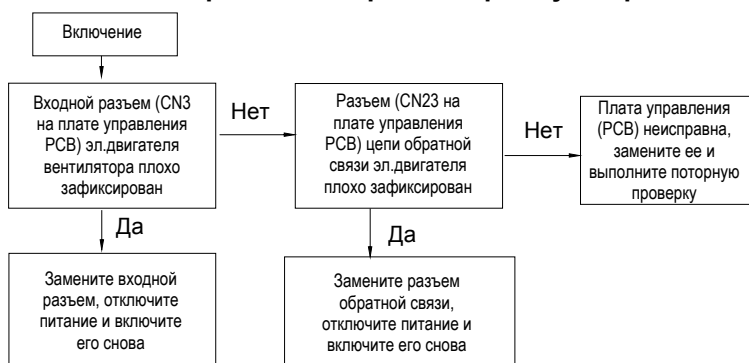 Включение
Входной разъем (CN3
на плате управления
PCB) эл.двигателя
вентилятора плохо
зафиксирован
Нет
Разъем (CN23 на
плате управления
PCB) цепи обратной
связи эл.двигателя
плохо зафиксирован
Нет
Плата управления
(PCB) неисправна,
замените ее и
выполните поторную
проверку
Да
Да
Замените входной
разъем, отключите
питание и включите
его снова
Замените разъем
обратной связи,
отключите питание и
включите его снова